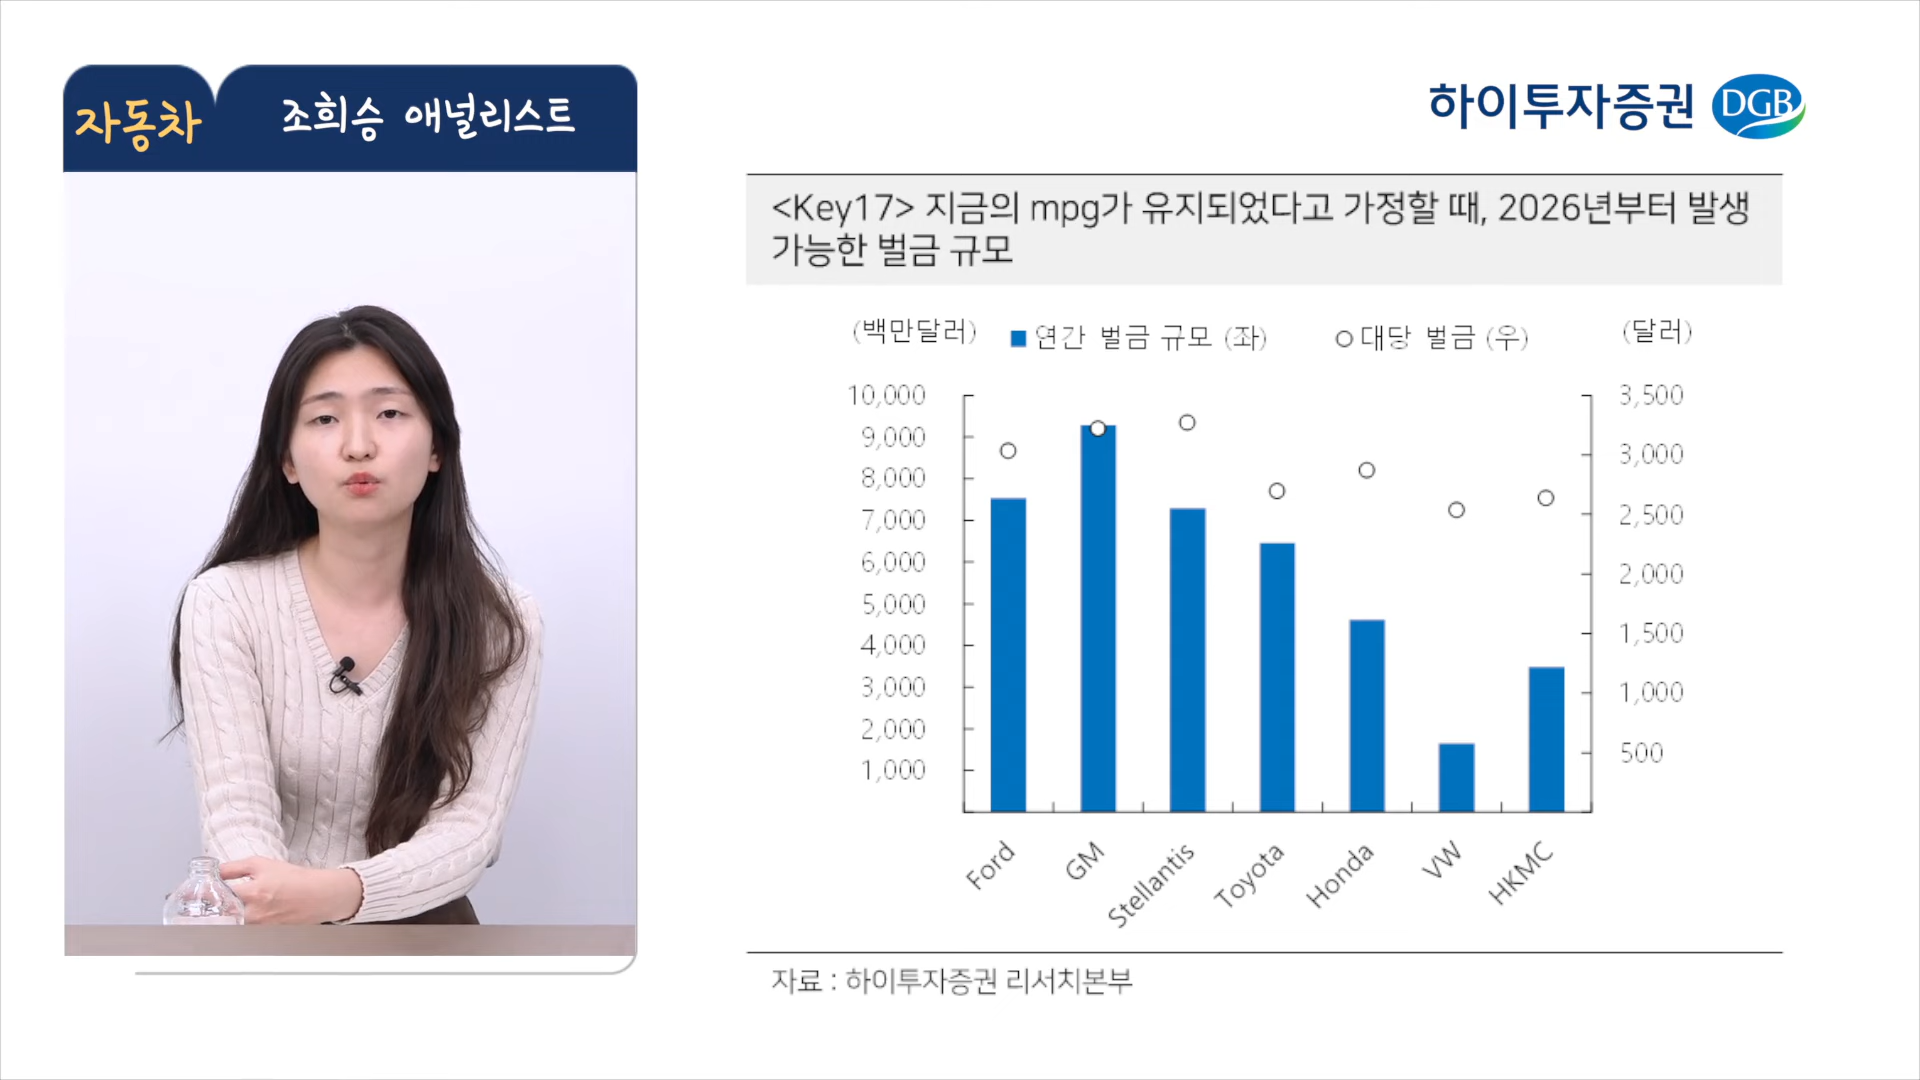 자동차
조희승 애널리스트
하이투자증권 DGB
<Key17> 지금의 mpg가 유지되었다고 가정할 때, 2026년부터 발생
가능한 벌금 규모
(백만달러) 연간 벌금 규모 (좌) 대당 벌금 (우) (달러)
10,000
9,000
8,000
7,000
6,000
5,000
4,000
3,000
2,000
1,000
3,500
3,000
2,500
2,000
1,500
1,000
500
Ford GM Stellantis Toyota Honda VW HKMC
자료 : 하이투자증권 리서치본부